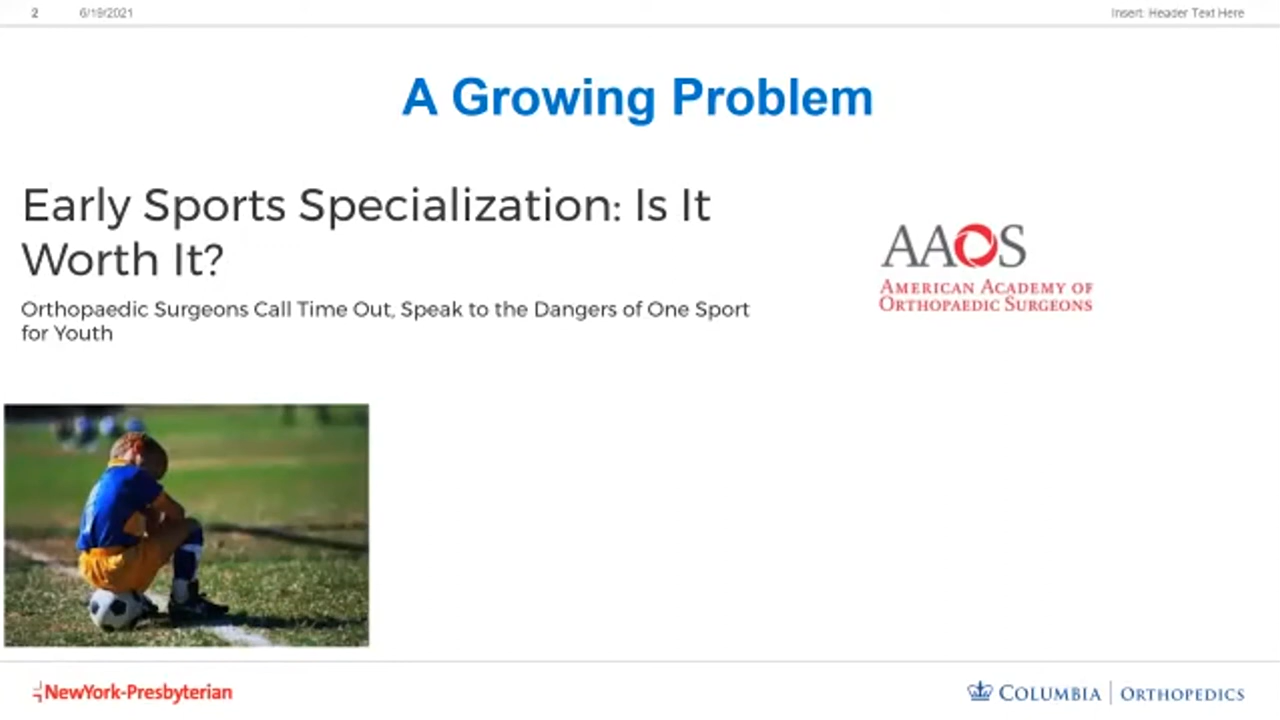 2 6/19/2021 Insert: Header Text Here
A Growing Problem
Early Sports Specialization: Is It
Worth It?
Orthopaedic Surgeons Call Time Out, Speak to the Dangers of One Sport
for Youth
AAOS
AMERICAN ACADEMY OF
ORTHOPAEDIC SURGEONS
NewYork-Presbyterian
COLUMBIA | ORTHOPEDICS